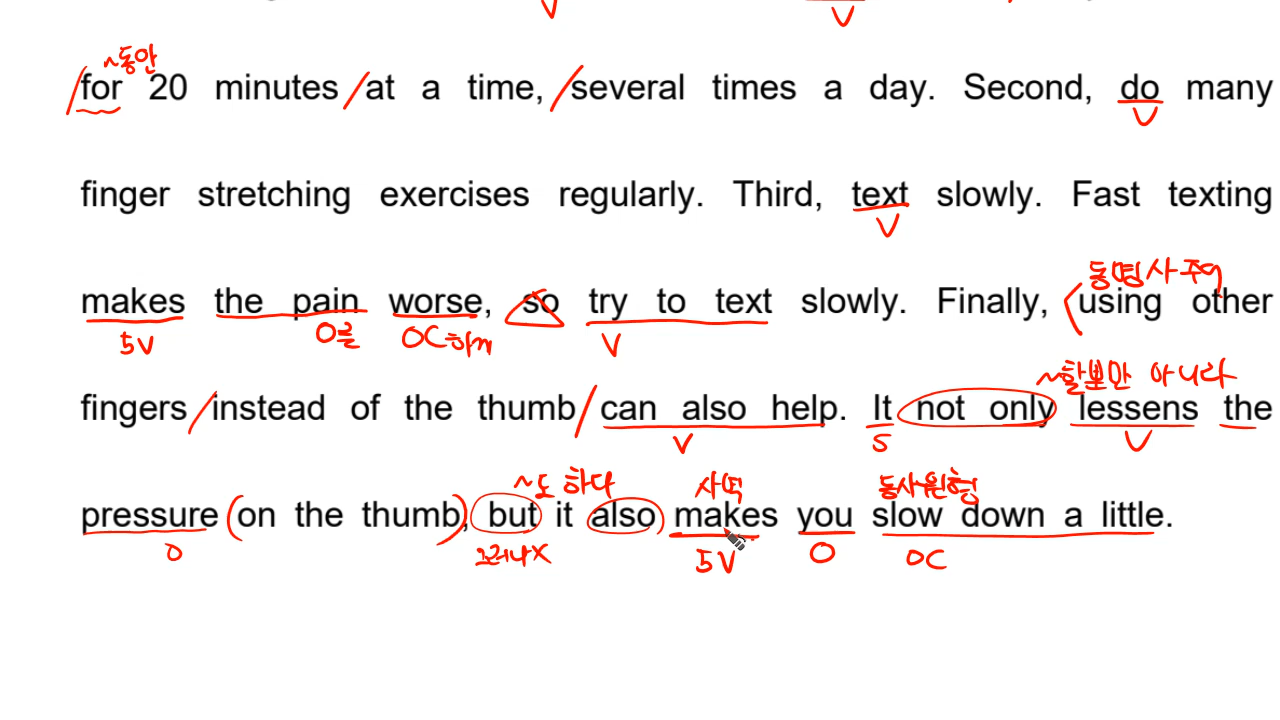 V V
~동안
for 20 minutes at a time, several times a day. Second, do many
V
finger stretching exercises regularly. Third, text slowly. Fast texting
V
동명사 주어
makes the pain worse, so try to text slowly. Finally, using other
5V O를 OC하게 V
~할뿐만 아니라
fingers instead of the thumb can also help. It not only lessens the
V S V
~도 하다 사역 동사원형
pressure (on the thumb), but it also makes you slow down a little.
O 그러나X 5V O OC